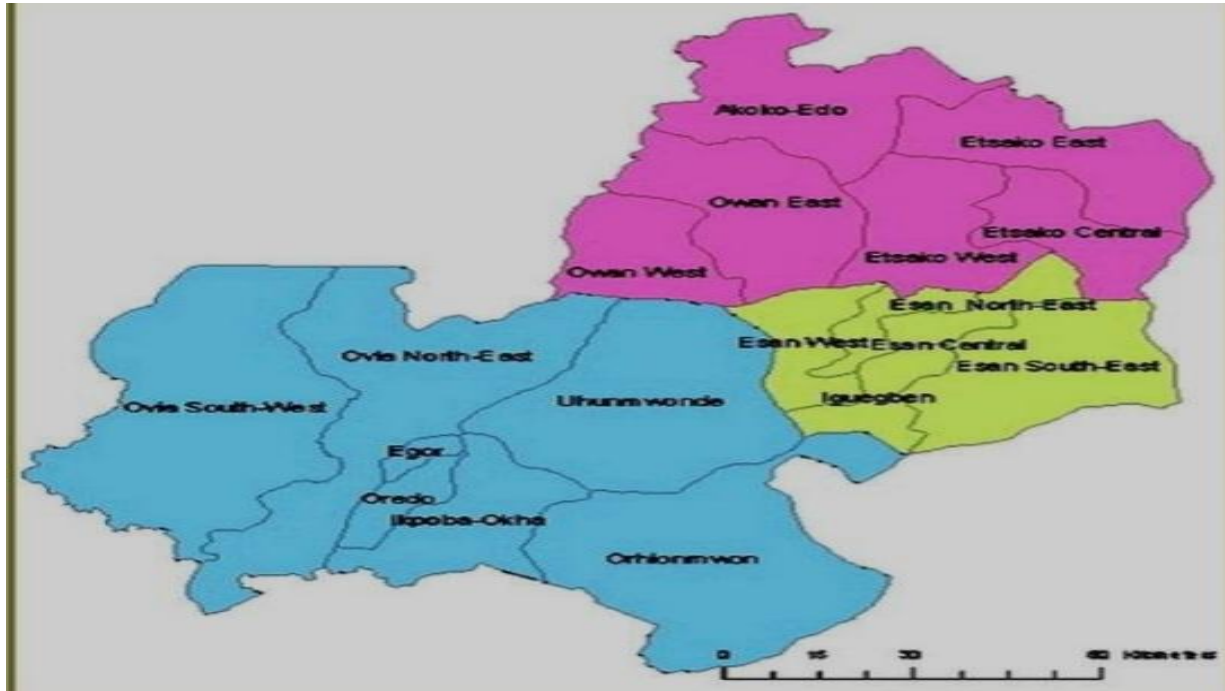 Akoko-Edo
Etsako East
Owan East
Etsako Central
Owan West
Etsako West
Esan North-East
Esan West
Esan Central
Ovia North-East
Esan South-East
Uhunmwonde
Iguegben
Ovia South-West
Egor
Oredo
Ikpoba-Okha
Orhionmwon
0 15 30 60 Kilometres